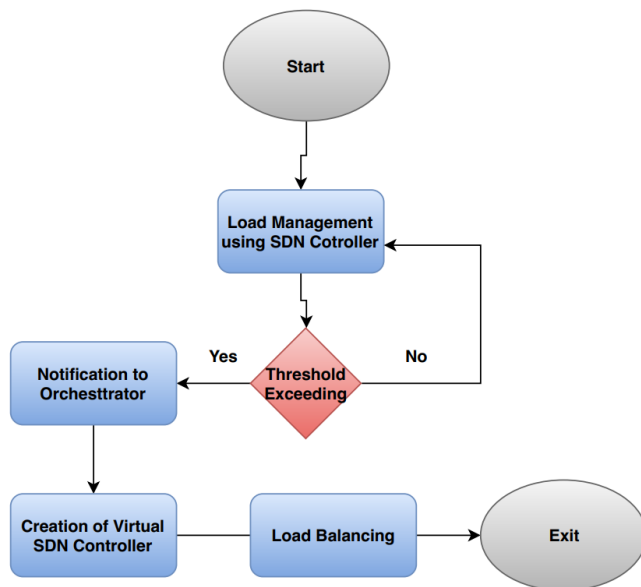 Start
Load Management
using SDN Cotroller
Threshold
Exceeding
Yes
No
Notification to
Orchesttrator
Creation of Virtual
SDN Controller
Load Balancing
Exit